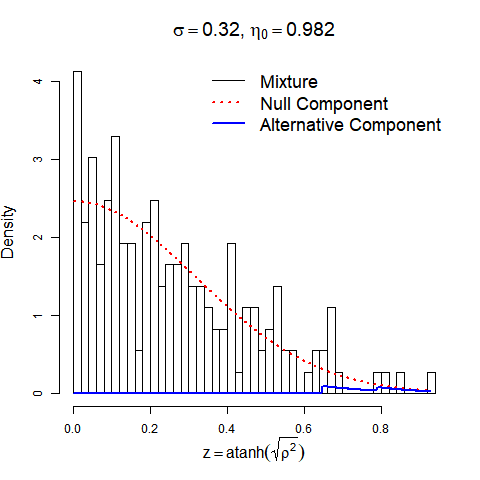 σ = 0.32, η₀ = 0.982
Mixture
Null Component
Alternative Component
Density
4
3
2
1
0
0.0 0.2 0.4 0.6 0.8
z = atanh(√ρ²)